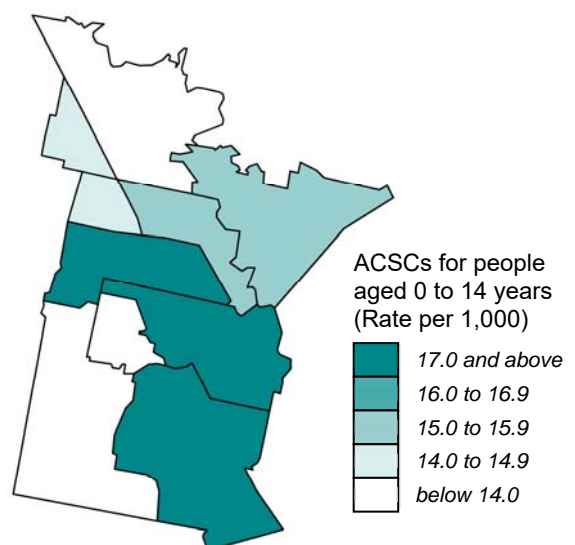 ACSCs for people
aged 0 to 14 years
(Rate per 1,000)
17.0 and above
16.0 to 16.9
15.0 to 15.9
14.0 to 14.9
below 14.0